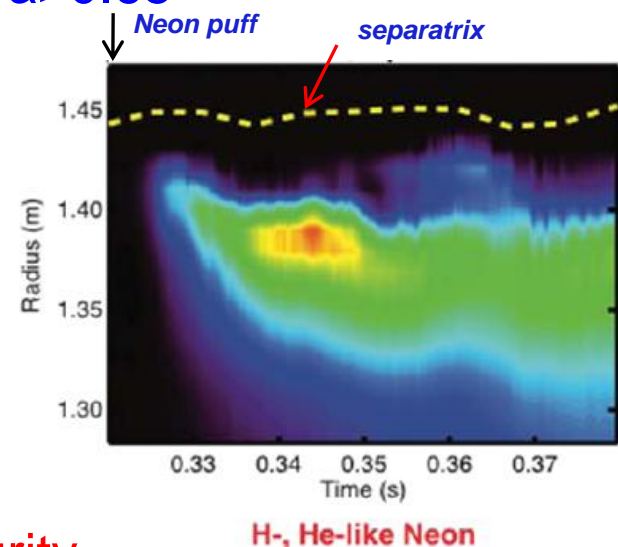 Neon puff
separatrix
1.45
1.40
1.35
1.30
Radius (m)
0.33 0.34 0.35 0.36 0.37
Time (s)
H-, He-like Neon